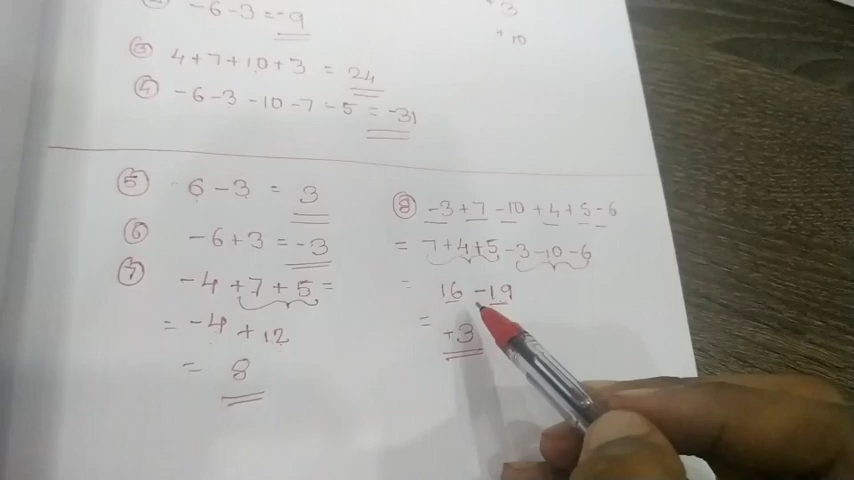 -6-3 = -9
+3
+10
③ 4+7+10+3 = 24
④ -6-3-10-7-5 = -31
⑤ 6-3 = 3
⑥ -6+3 = -3
⑦ -4+7+5 =
= -4+12
= 8
⑧ -3+7-10+4+5-6
= 7+4+5-3-10-6
= 16-19